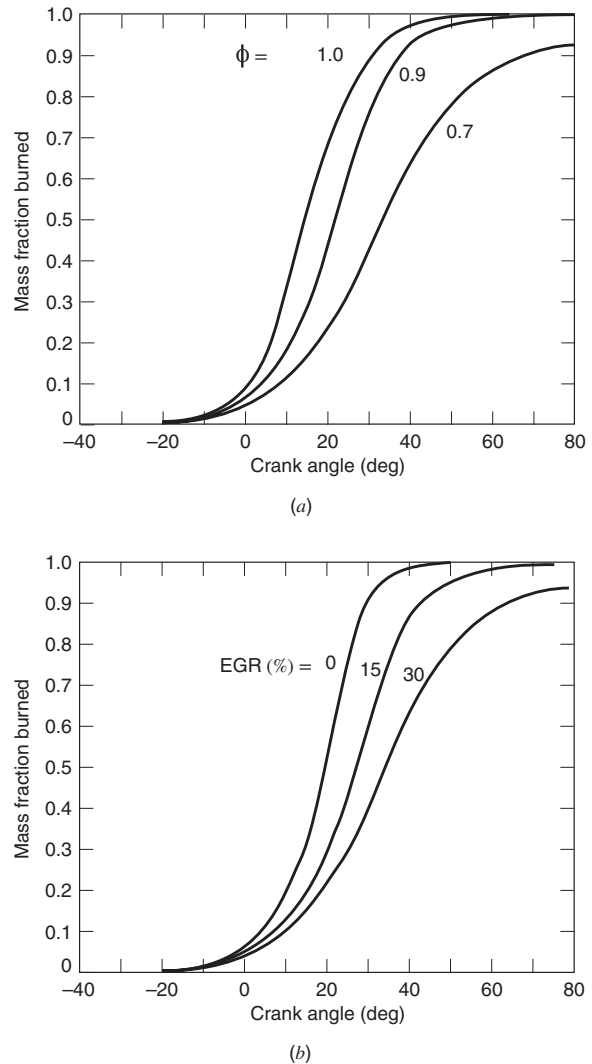 1.0
0.9
0.8
0.7
0.6
0.5
0.4
0.3
0.2
0.1
0
Mass fraction burned
ϕ = 1.0
0.9
0.7
–40 –20 0 20 40 60 80
Crank angle (deg)
(a)
1.0
0.9
0.8
0.7
0.6
0.5
0.4
0.3
0.2
0.1
0
Mass fraction burned
EGR (%) = 0 15 30
–40 –20 0 20 40 60 80
Crank angle (deg)
(b)